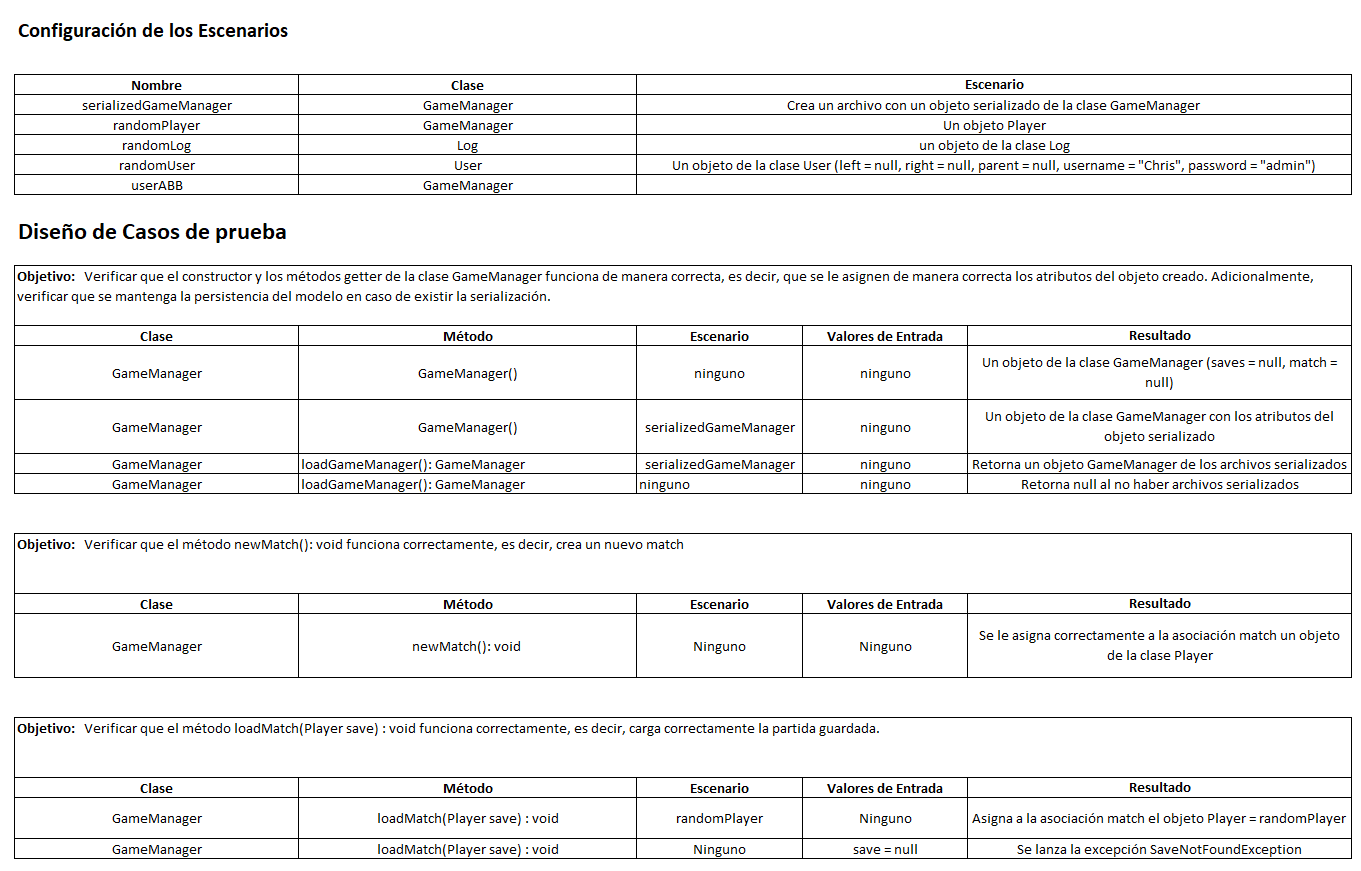 Configuración de los Escenarios
Nombre Clase Escenario
serializedGameManager GameManager Crea un archivo con un objeto serializado de la clase GameManager
randomPlayer GameManager Un objeto Player
randomLog Log un objeto de la clase Log
randomUser User Un objeto de la clase User (left = null, right = null, parent = null, username = "Chris", password = "admin")
userABB GameManager
Diseño de Casos de prueba
Objetivo: Verificar que el constructor y los métodos getter de la clase GameManager funciona de manera correcta, es decir, que se le asignen de manera correcta los atributos del objeto creado. Adicionalmente,
verificar que se mantenga la persistencia del modelo en caso de existir la serialización.
Clase Método Escenario Valores de Entrada Resultado
GameManager GameManager() ninguno ninguno Un objeto de la clase GameManager (saves = null, match =
null)
GameManager GameManager() serializedGameManager ninguno Un objeto de la clase GameManager con los atributos del
objeto serializado
GameManager loadGameManager(): GameManager serializedGameManager ninguno Retorna un objeto GameManager de los archivos serializados
GameManager loadGameManager(): GameManager ninguno ninguno Retorna null al no haber archivos serializados
Objetivo: Verificar que el método newMatch(): void funciona correctamente, es decir, crea un nuevo match
Clase Método Escenario Valores de Entrada Resultado
GameManager newMatch(): void Ninguno Ninguno Se le asigna correctamente a la asociación match un objeto
de la clase Player
Objetivo: Verificar que el método loadMatch(Player save) : void funciona correctamente, es decir, carga correctamente la partida guardada.
Clase Método Escenario Valores de Entrada Resultado
GameManager loadMatch(Player save) : void randomPlayer Ninguno Asigna a la asociación match el objeto Player = randomPlayer
GameManager loadMatch(Player save) : void Ninguno save = null Se lanza la excepción SaveNotFoundException